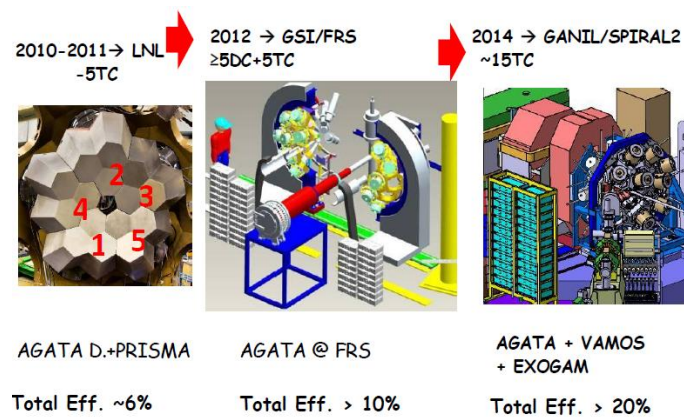 2010-2011→ LNL
-5TC
2012 → GSI/FRS
≥5DC+5TC
2014 → GANIL/SPIRAL2
~15TC
2
3
4
1
5
AGATA D.+PRISMA
AGATA @ FRS
AGATA + VAMOS
+ EXOGAM
Total Eff. ~6%
Total Eff. > 10%
Total Eff. > 20%